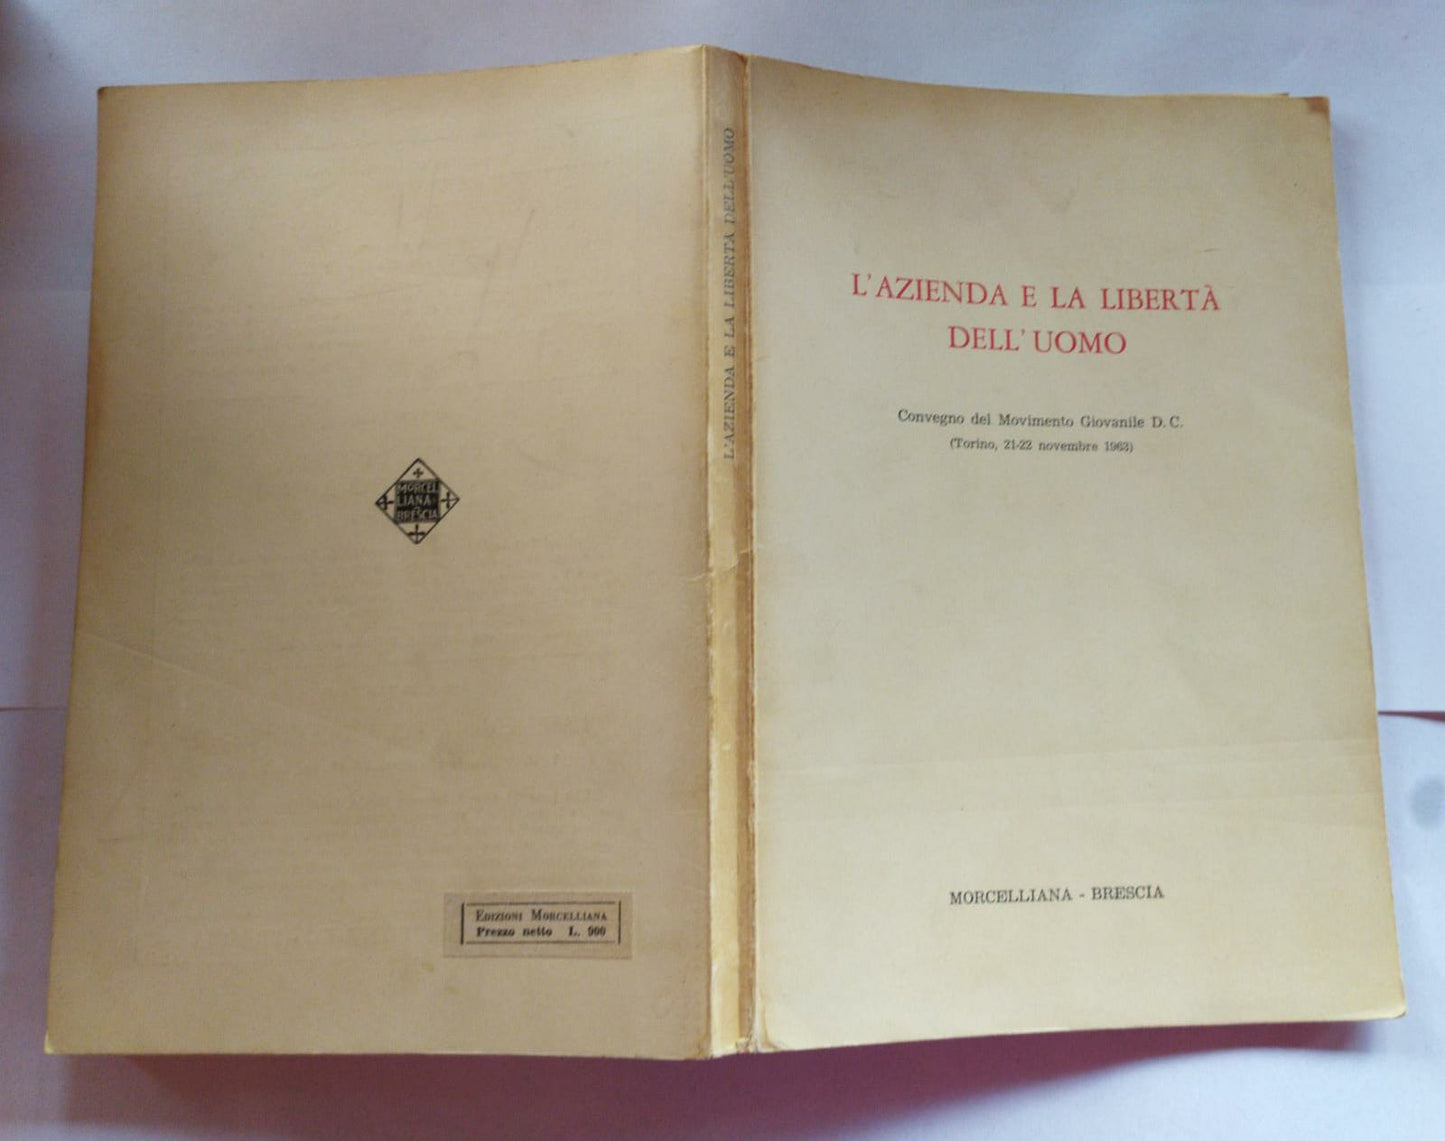 L'AZIENDA E LA LIBERTÀ
DELL'UOMO
Convegno del Movimento Giovanile D. C.
(Torino, 21-22 novembre 1963)
MORCELLIANA - BRESCIA
L'AZIENDA E LA LIBERTÀ DELL'UOMO
MORCEL
LIANA
BRESCIA
EDIZIONI MORCELLIANA
Prezzo netto L. 900